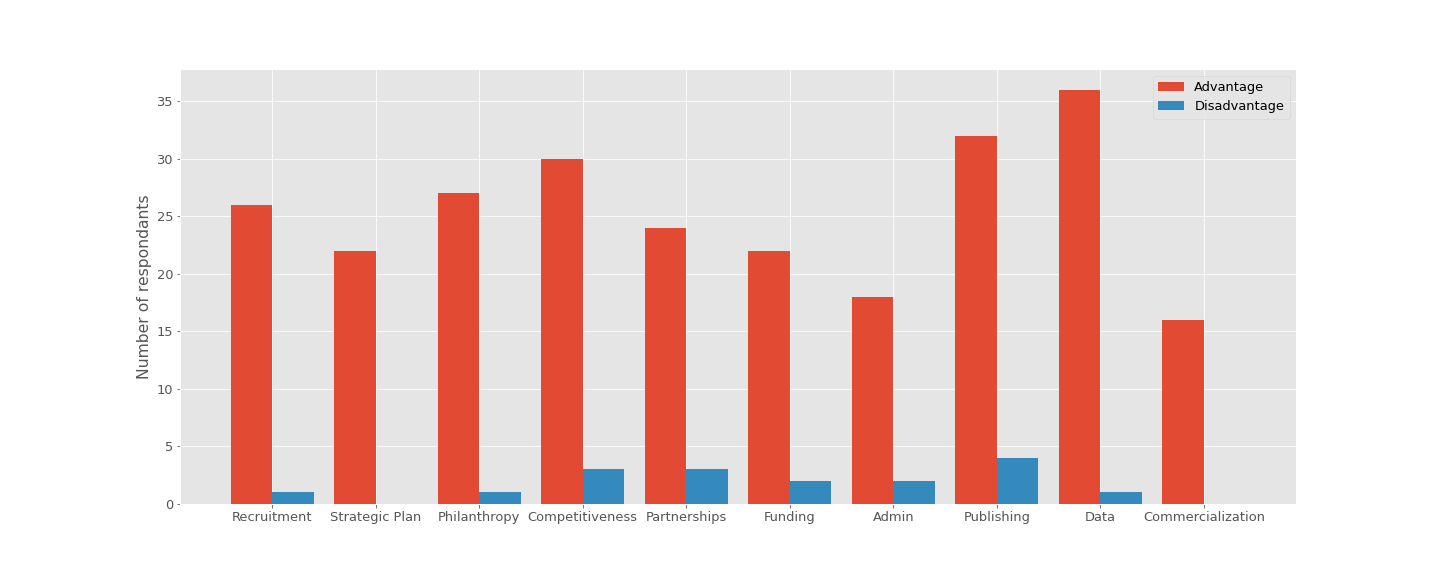 Advantage
Disadvantage
Number of respondants
35
30
25
20
15
10
5
0
Recruitment Strategic Plan Philanthropy Competitiveness Partnerships Funding Admin Publishing Data Commercialization